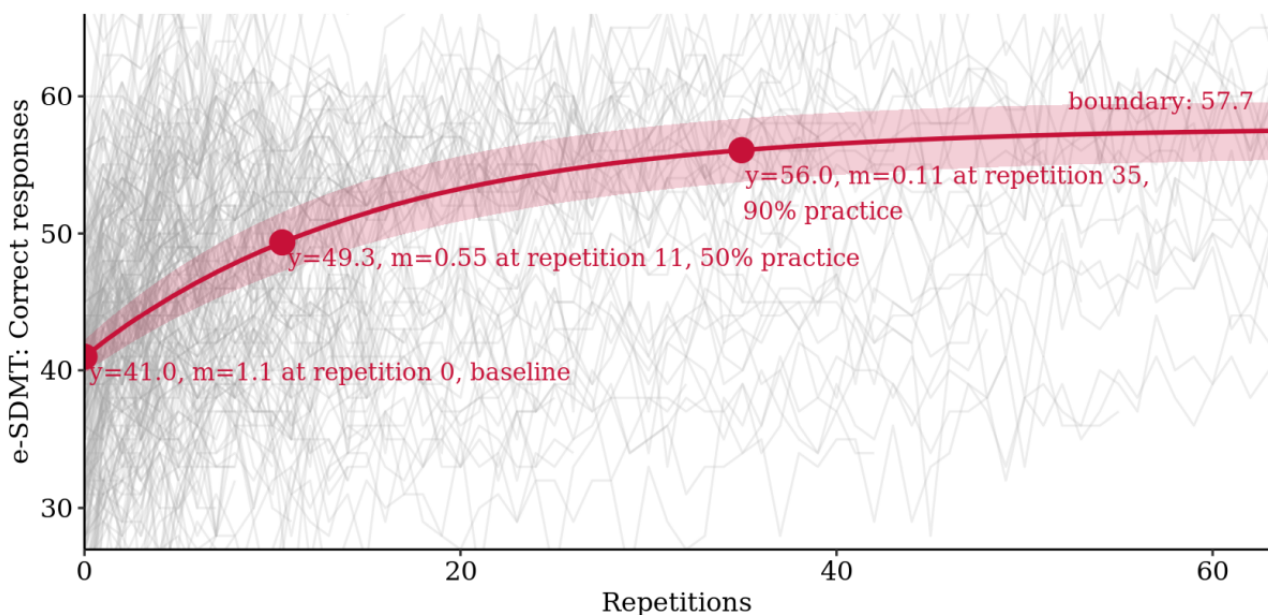 60
50
40
30
e-SDMT: Correct responses
boundary: 57.7
y=56.0, m=0.11 at repetition 35,
90% practice
y=49.3, m=0.55 at repetition 11, 50% practice
y=41.0, m=1.1 at repetition 0, baseline
0
20
40
60
Repetitions